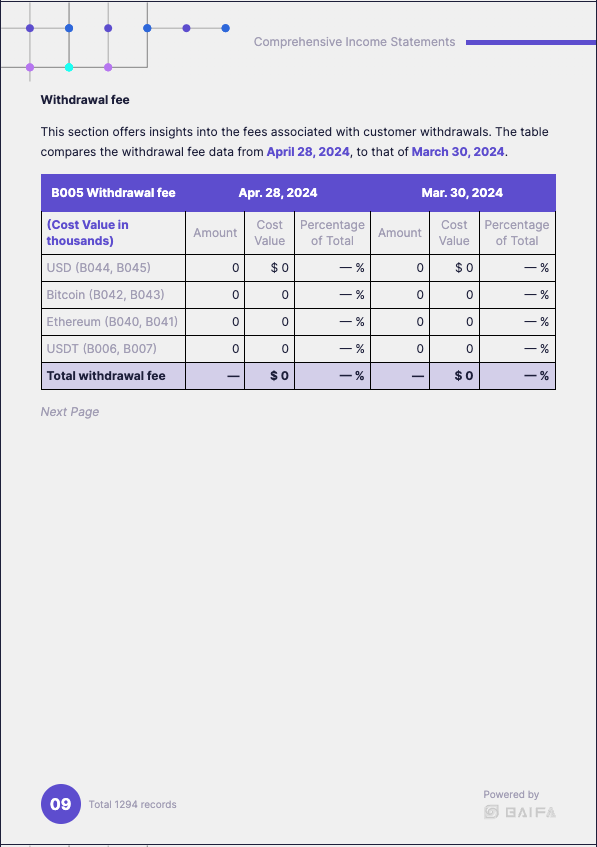 Comprehensive Income Statements
Withdrawal fee
This section offers insights into the fees associated with customer withdrawals. The table
compares the withdrawal fee data from April 28, 2024, to that of March 30, 2024.
B005 Withdrawal fee Apr. 28, 2024 Mar. 30, 2024
(Cost Value in thousands) Amount Cost Value Percentage of Total Amount Cost Value Percentage of Total
USD (B044, B045) 0 $ 0 — % 0 $ 0 — %
Bitcoin (B042, B043) 0 0 — % 0 0 — %
Ethereum (B040, B041) 0 0 — % 0 0 — %
USDT (B006, B007) 0 0 — % 0 0 — %
Total withdrawal fee — $ 0 — % — $ 0 — %
Next Page
09 Total 1294 records
Powered by
BAIFA